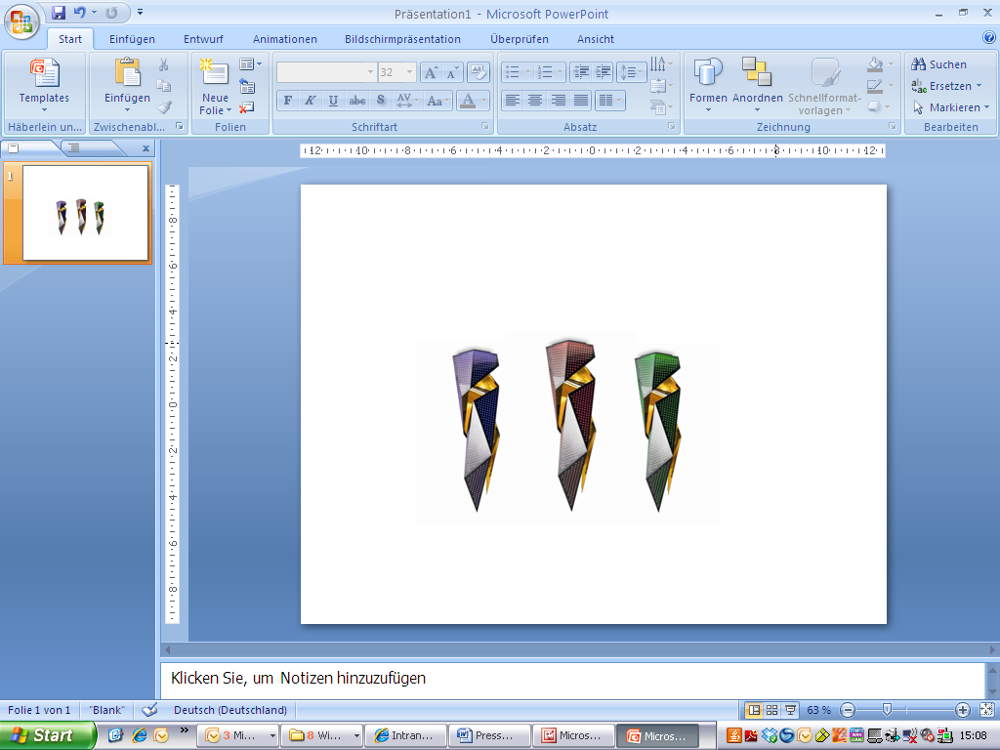 Präsentation1 - Microsoft PowerPoint
Start Einfügen Entwurf Animationen Bildschirmpräsentation Überprüfen Ansicht
Templates
Häberlein un...
Einfügen
Zwischenabl...
Neue
Folie
Folien
32
F K U abc S AV Aa A
Schriftart
Absatz
Formen Anordnen Schnellformat-
vorlagen
Zeichnung
Suchen
Ersetzen
Markieren
Bearbeiten
12 10 8 6 4 2 0 2 4 6 8 10 12
8 6 4 2 0 2 4 6 8
1
Klicken Sie, um Notizen hinzuzufügen
Folie 1 von 1 "Blank" Deutsch (Deutschland) 63 %
Start 3 Mi... 8 Wi... Intran... Press... Micros... Micros... 15:08